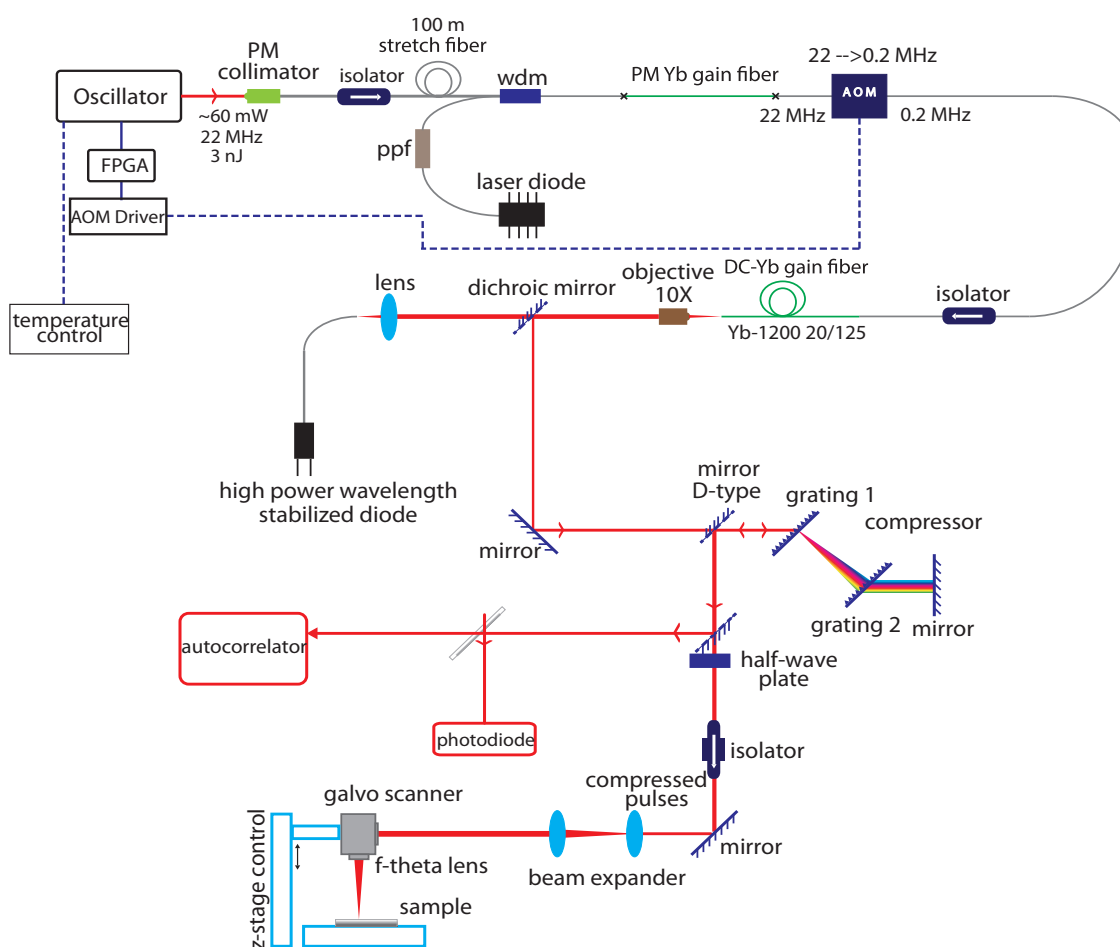 100 m
stretch fiber
PM
collimator
isolator
wdm
PM Yb gain fiber
22 -->0.2 MHz
Oscillator
AOM
~60 mW
22 MHz
3 nJ
22 MHz
0.2 MHz
ppf
FPGA
laser diode
AOM Driver
DC-Yb gain fiber
objective
10X
lens
dichroic mirror
isolator
temperature
control
Yb-1200 20/125
mirror
D-type
grating 1
compressor
high power wavelength
stabilized diode
mirror
grating 2
mirror
autocorrelator
half-wave
plate
photodiode
isolator
compressed
pulses
galvo scanner
mirror
f-theta lens
beam expander
z-stage control
sample